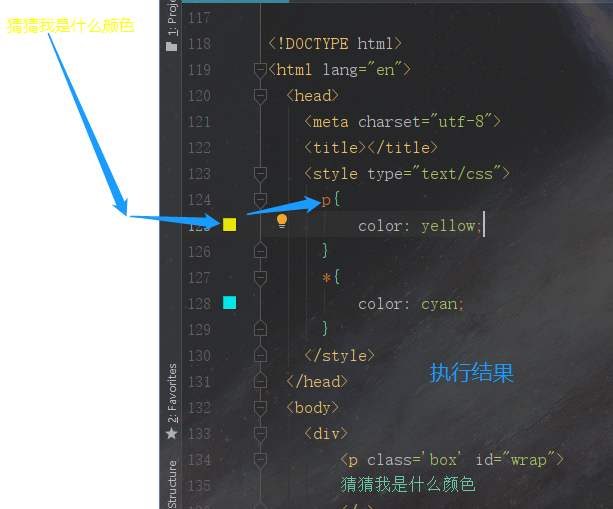 猜猜我是什么颜色
1: Proje
2: Favorites
Structure
117
118 <!DOCTYPE html>
119 <html lang="en">
120 <head>
121 <meta charset="utf-8">
122 <title></title>
123 <style type="text/css">
124 p{
125 color: yellow;
126 }
127 *{
128 color: cyan;
129 }
130 </style>
131 </head>
执行结果
132 <body>
133 <div>
134 <p class='box' id="wrap">
135 猜猜我是什么颜色